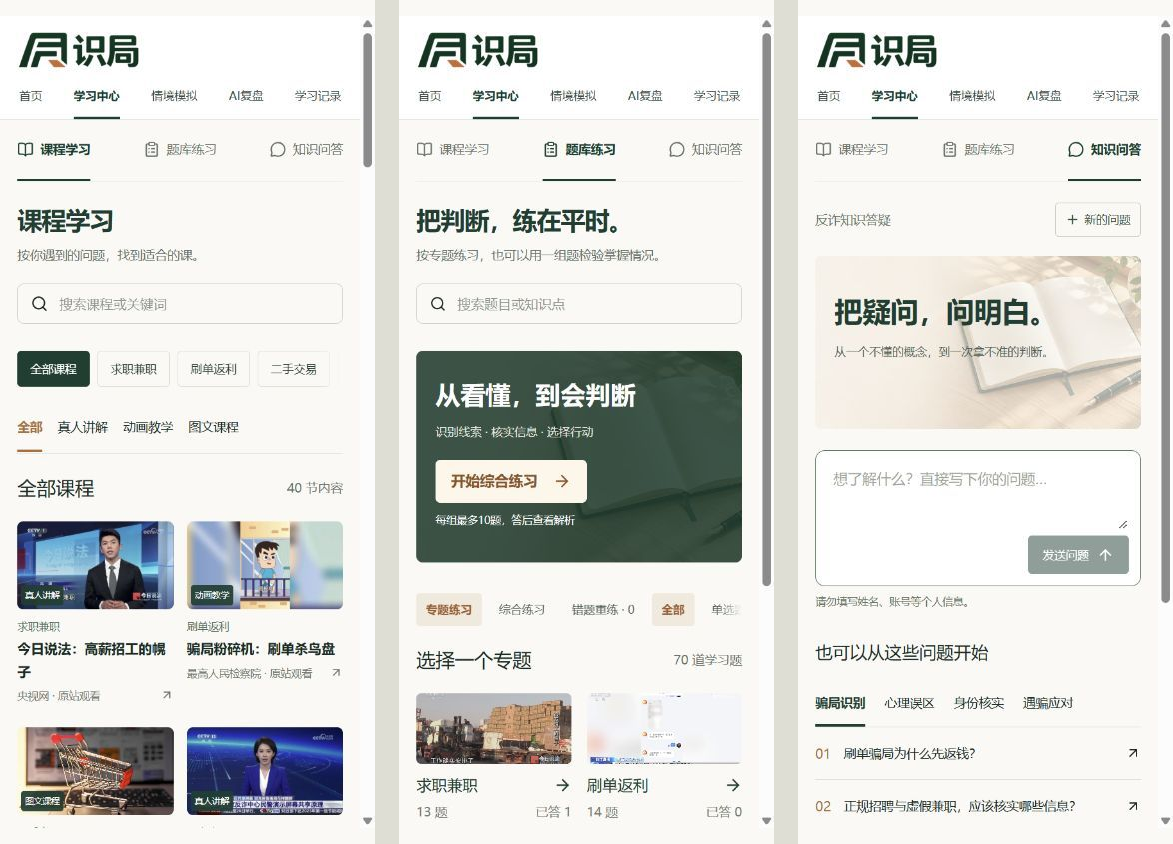 识局
首页 学习中心 情境模拟 AI复盘 学习记录
课程学习 题库练习 知识问答
课程学习
按你遇到的问题，找到适合的课。
搜索课程或关键词
全部课程 求职兼职 刷单返利 二手交易
全部 真人讲解 动画教学 图文课程
全部课程 40 节内容
CCTV 1
今日说法
真人讲解
今日说法
求职兼职
今日说法：高薪招工的幌子
央视网 · 原站观看
动画教学
刷单返利
骗局粉碎机：刷单杀鸟盘
最高人民检察院 · 原站观看
图文课程
真人讲解
识局
首页 学习中心 情境模拟 AI复盘 学习记录
课程学习 题库练习 知识问答
把判断，练在平时。
按专题练习，也可以用一组题检验掌握情况。
搜索题目或知识点
从看懂，到会判断
识别线索 · 核实信息 · 选择行动
开始综合练习
每组最多10题，答后查看解析
专题练习 综合练习 错题重练 · 0 全部 单选
选择一个专题 70 道学习题
求职兼职
13 题 已答 1
刷单返利
14 题 已答 0
识局
首页 学习中心 情境模拟 AI复盘 学习记录
课程学习 题库练习 知识问答
反诈知识答疑 + 新的问题
把疑问，问明白。
从一个不懂的概念，到一次拿不准的判断。
想了解什么？直接写下你的问题...
发送问题
请勿填写姓名、账号等个人信息。
也可以从这些问题开始
骗局识别 心理误区 身份核实 遇骗应对
01 刷单骗局为什么先返钱？
02 正规招聘与虚假兼职，应该核实哪些信息？